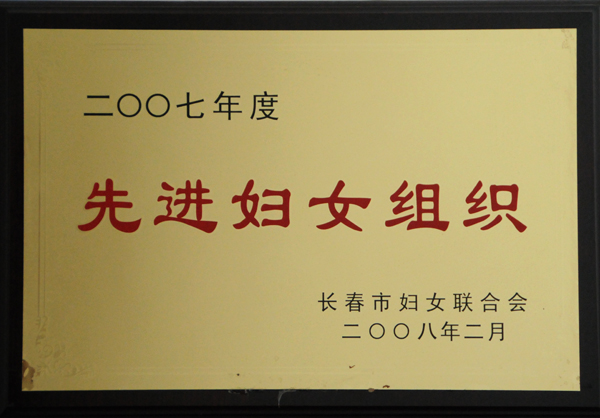 二〇〇七年度
先进妇女组织
长春市妇女联合会
二〇〇八年二月